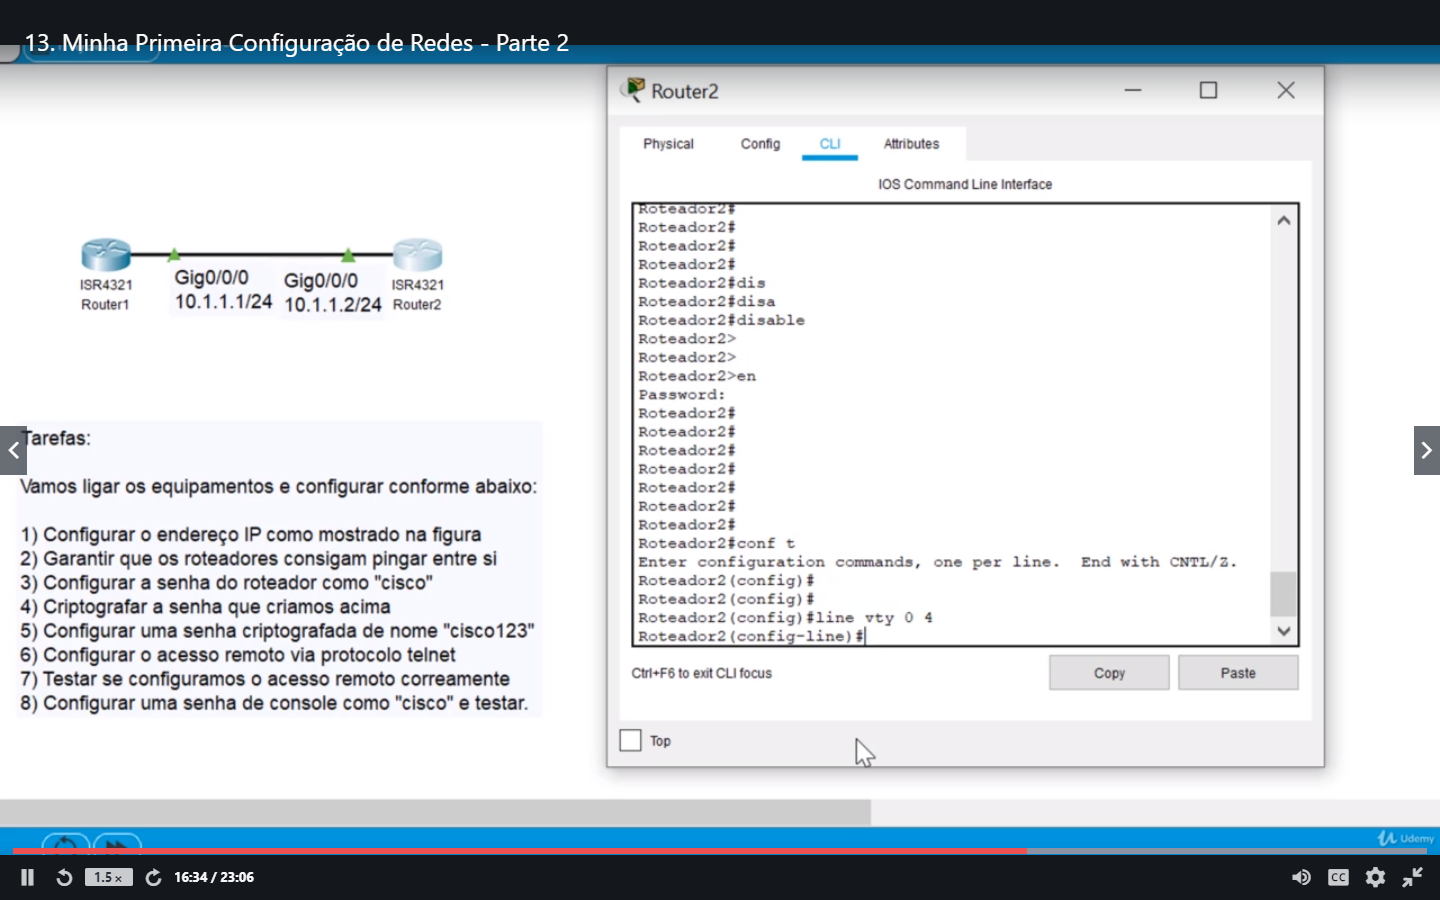 13. Minha Primeira Configuração de Redes - Parte 2
Router2
Physical
Config
CLI
Attributes
IOS Command Line Interface
Roteador2#
Roteador2#
Roteador2#
Roteador2#
Roteador2#dis
Roteador2#disa
Roteador2#disable
Roteador2>
Roteador2>
Roteador2>en
Password:
Roteador2#
Roteador2#
Roteador2#
Roteador2#
Roteador2#
Roteador2#
Roteador2#
Roteador2#conf t
Enter configuration commands, one per line.  End with CNTL/Z.
Roteador2(config)#
Roteador2(config)#
Roteador2(config)#line vty 0 4
Roteador2(config-line)#
Ctrl+F6 to exit CLI focus
Copy
Paste
Top
ISR4321
Router1
Gig0/0/0
10.1.1.1/24
Gig0/0/0
10.1.1.2/24
ISR4321
Router2
Tarefas:
Vamos ligar os equipamentos e configurar conforme abaixo:
1) Configurar o endereço IP como mostrado na figura
2) Garantir que os roteadores consigam pingar entre si
3) Configurar a senha do roteador como "cisco"
4) Criptografar a senha que criamos acima
5) Configurar uma senha criptografada de nome "cisco123"
6) Configurar o acesso remoto via protocolo telnet
7) Testar se configuramos o acesso remoto correamente
8) Configurar uma senha de console como "cisco" e testar.
Udemy
1.5 x
16:34 / 23:06
CC